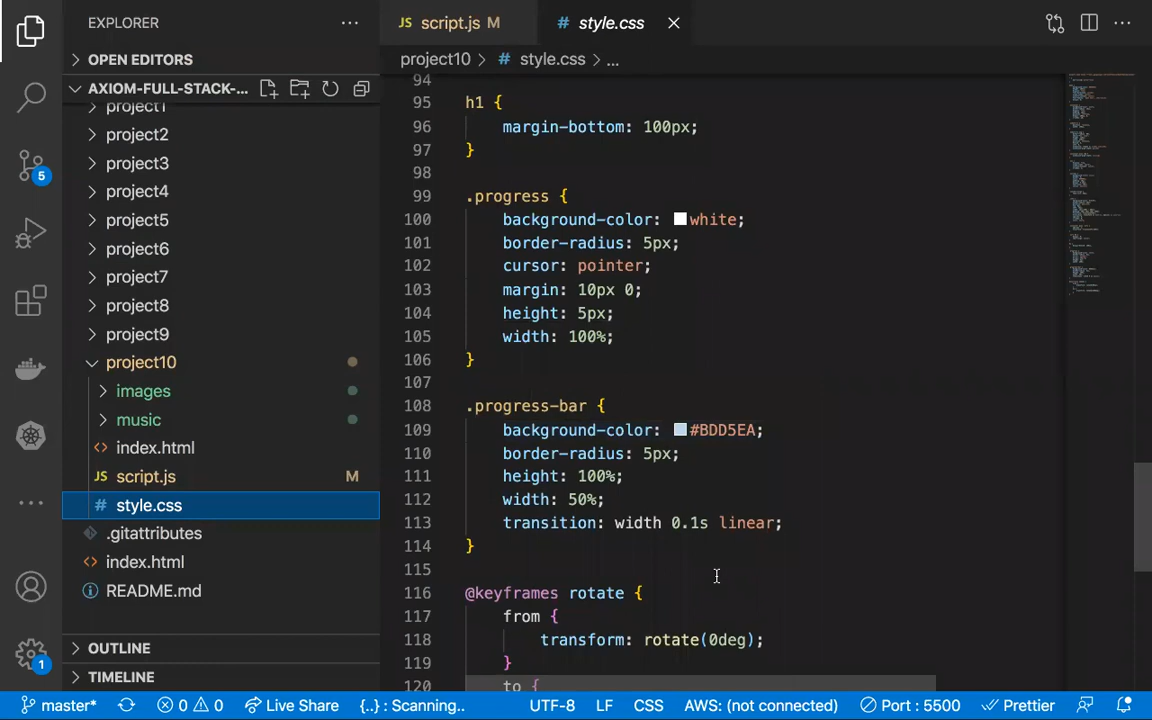 EXPLORER
OPEN EDITORS
AXIOM-FULL-STACK-...
project1
project2
project3
project4
project5
project6
project7
project8
project9
project10
images
music
index.html
JS script.js M
# style.css
.gitattributes
index.html
README.md
OUTLINE
TIMELINE
5
1
JS script.js M
# style.css
project10 > # style.css > ...
94
95 h1 {
96 margin-bottom: 100px;
97 }
98
99 .progress {
100 background-color: white;
101 border-radius: 5px;
102 cursor: pointer;
103 margin: 10px 0;
104 height: 5px;
105 width: 100%;
106 }
107
108 .progress-bar {
109 background-color: #BDD5EA;
110 border-radius: 5px;
111 height: 100%;
112 width: 50%;
113 transition: width 0.1s linear;
114 }
115
116 @keyframes rotate {
117 from {
118 transform: rotate(0deg);
119 }
120 to {
master* 0 0 Live Share {..} : Scanning.. UTF-8 LF CSS AWS: (not connected) Port : 5500 Prettier